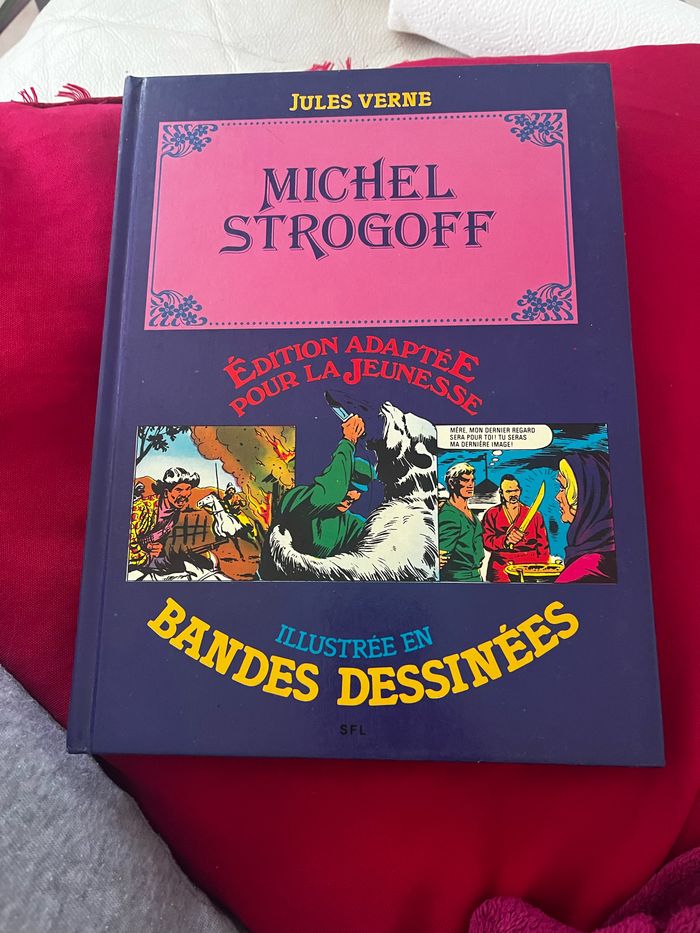 JULES VERNE
MICHEL
STROGOFF
ÉDITION ADAPTÉE
POUR LA JEUNESSE
MÈRE, MON DERNIER REGARD
SERA POUR TOI! TU SERAS
MA DERNIÈRE IMAGE!
ILLUSTRÉE EN
BANDES DESSINÉES
SFL